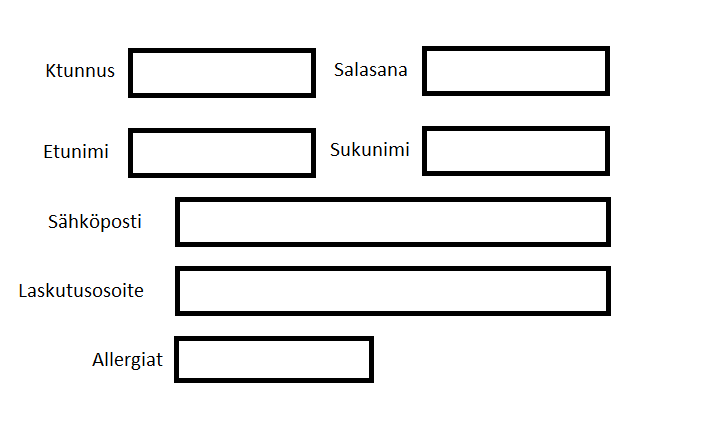 Ktunnus Salasana
Etunimi Sukunimi
Sähköposti
Laskutusosoite
Allergiat